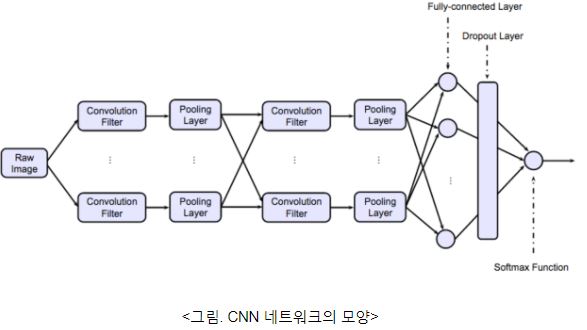 Fully-connected Layer
Dropout Layer
Convolution
Filter
Pooling
Layer
Convolution
Filter
Pooling
Layer
Raw
Image
Convolution
Filter
Pooling
Layer
Convolution
Filter
Pooling
Layer
Softmax Function
<그림. CNN 네트워크의 모양>